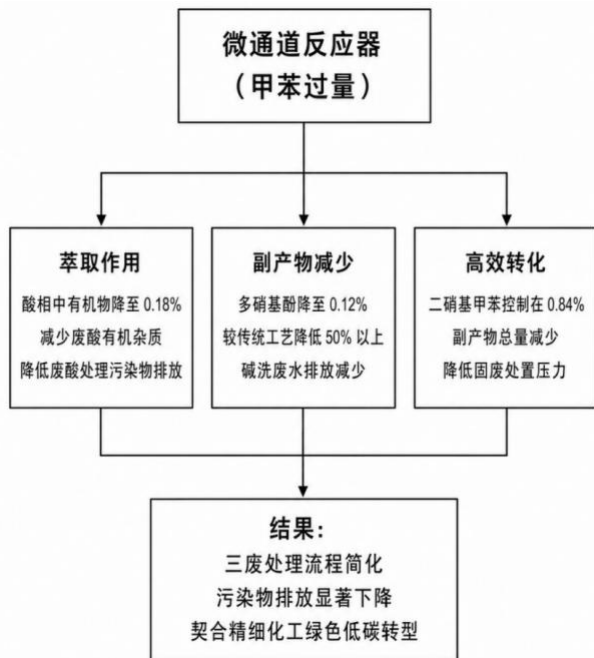 微通道反应器
（甲苯过量）
萃取作用
酸相中有机物降至 0.18%
减少废酸有机杂质
降低废酸处理污染物排放
副产物减少
多硝基酚降至 0.12%
较传统工艺降低 50% 以上
碱洗废水排放减少
高效转化
二硝基甲苯控制在 0.84%
副产物总量减少
降低固废处置压力
结果：
三废处理流程简化
污染物排放显著下降
契合精细化工绿色低碳转型